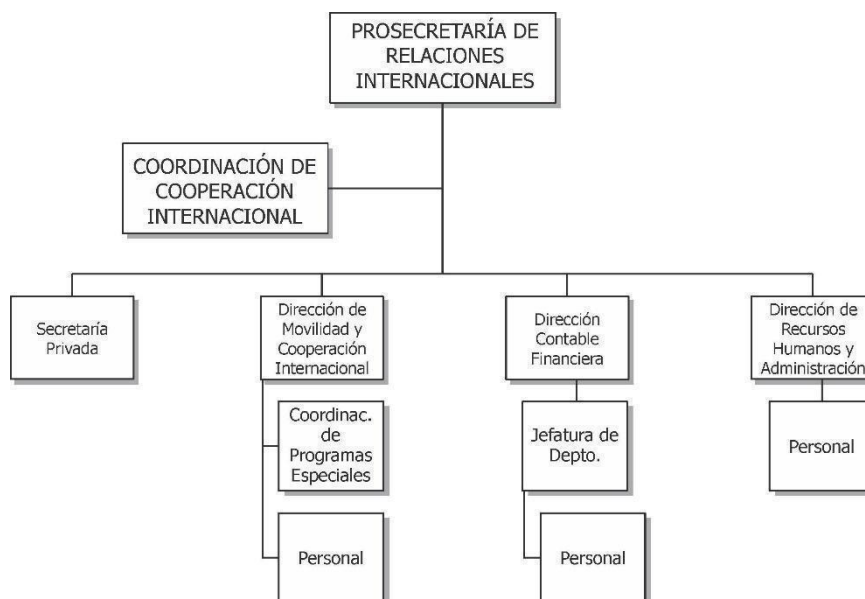 PROSECRETARÍA DE
RELACIONES
INTERNACIONALES
COORDINACIÓN DE
COOPERACIÓN
INTERNACIONAL
Secretaría
Privada
Dirección de
Movilidad y
Cooperación
Internacional
Dirección
Contable
Financiera
Dirección de
Recursos
Humanos y
Administración
Coordinac.
de
Programas
Especiales
Jefatura de
Depto.
Personal
Personal
Personal